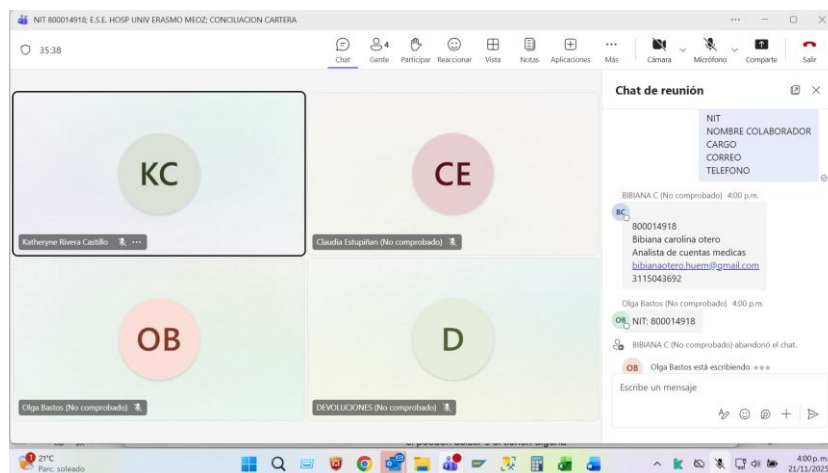 NIT 800014918; E.S.E. HOSP UNIV ERASMO MEOZ; CONCILIACION CARTERA
35:38
Chat
Gente 4
Participar
Reaccionar
Vista
Notas
Aplicaciones
Más
Cámara
Micrófono
Comparte
Salir
KC
Katheryne Rivera Castillo
CE
Claudia Estupiñan (No comprobado)
OB
Olga Bastos (No comprobado)
D
DEVOLUCIONES (No comprobado)
Chat de reunión
NIT
NOMBRE COLABORADOR
CARGO
CORREO
TELEFONO
BIBIANA C (No comprobado) 4:00 p.m.
BC
800014918
Bibiana carolina otero
Analista de cuentas medicas
bibianaotero.huem@gmail.com
3115043692
Olga Bastos (No comprobado) 4:00 p.m.
OB
NIT: 800014918
BIBIANA C (No comprobado) abandonó el chat.
OB Olga Bastos está escribiendo
Escribe un mensaje
21°C
Parc. soleado
4:00 p.m.